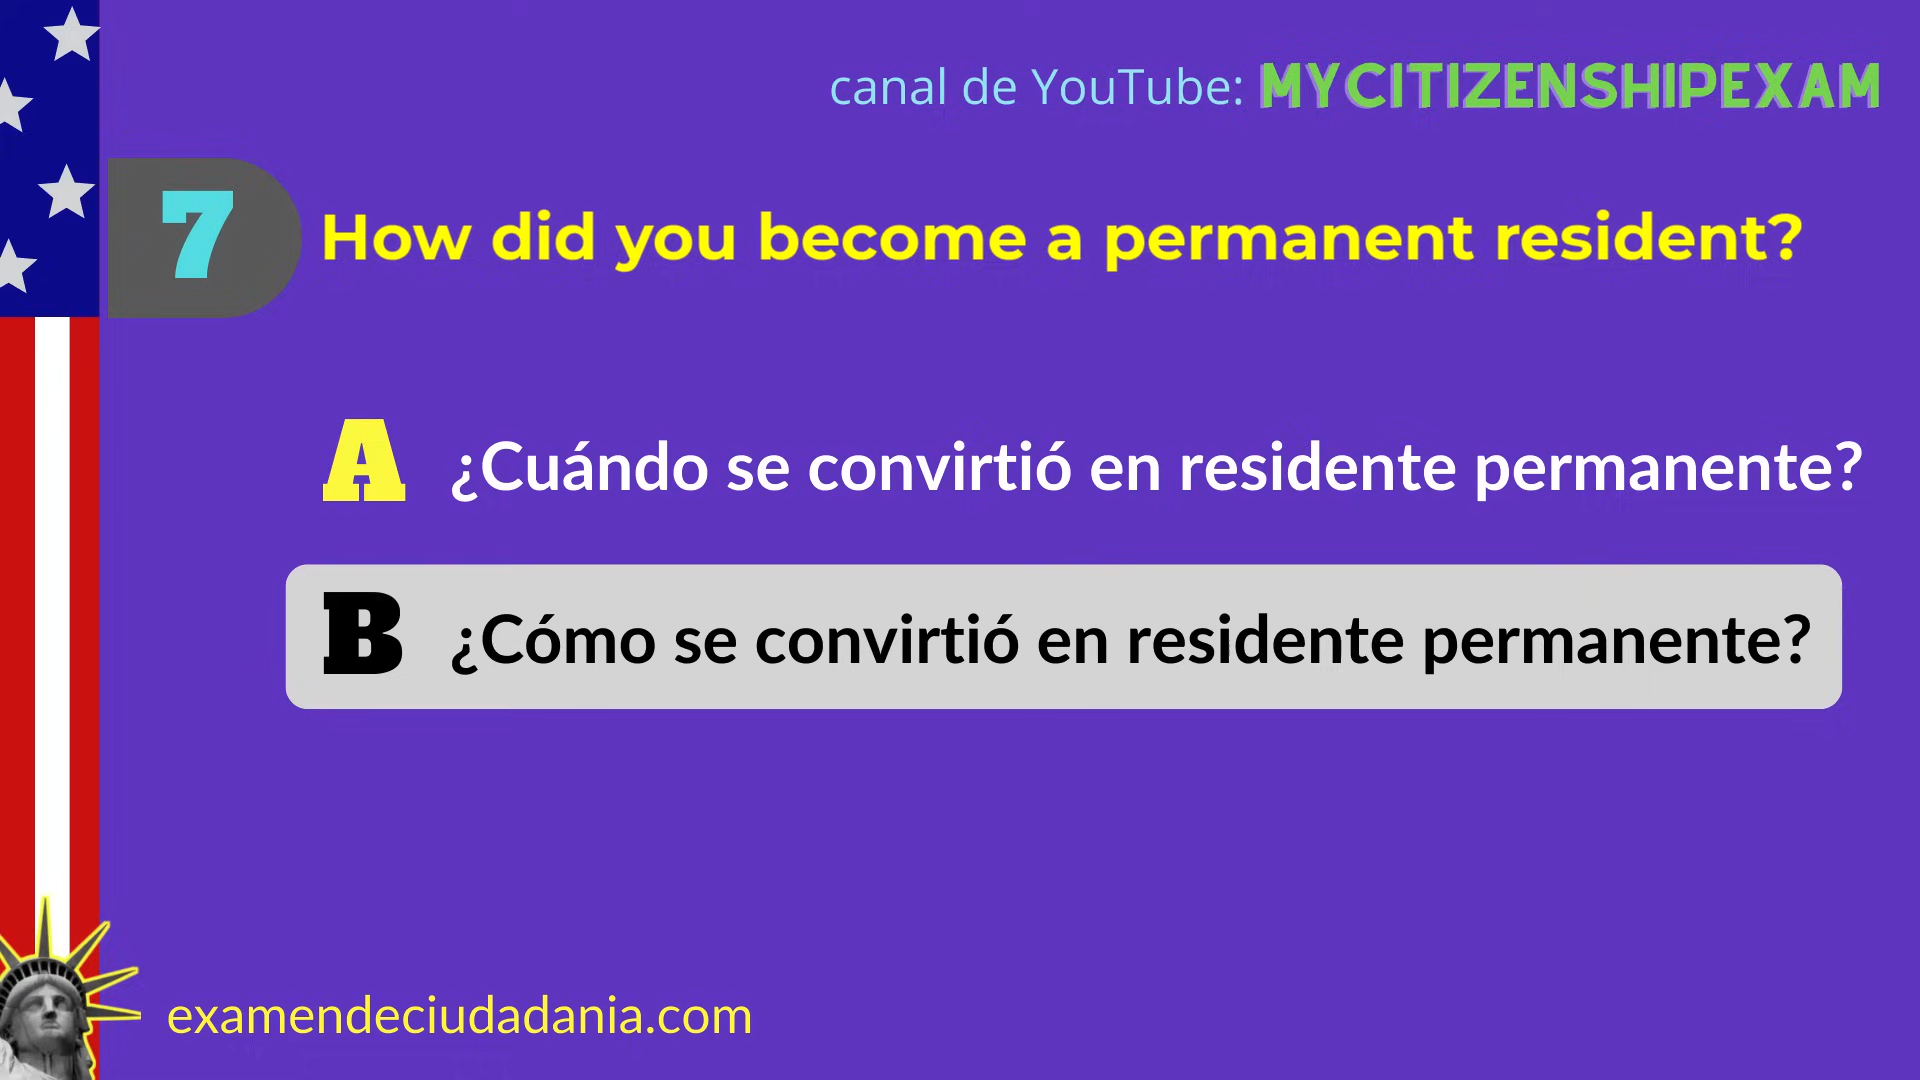 canal de YouTube: MYCITIZENSHIPEXAM
7 How did you become a permanent resident?
A ¿Cuándo se convirtió en residente permanente?
B ¿Cómo se convirtió en residente permanente?
examendeciudadania.com